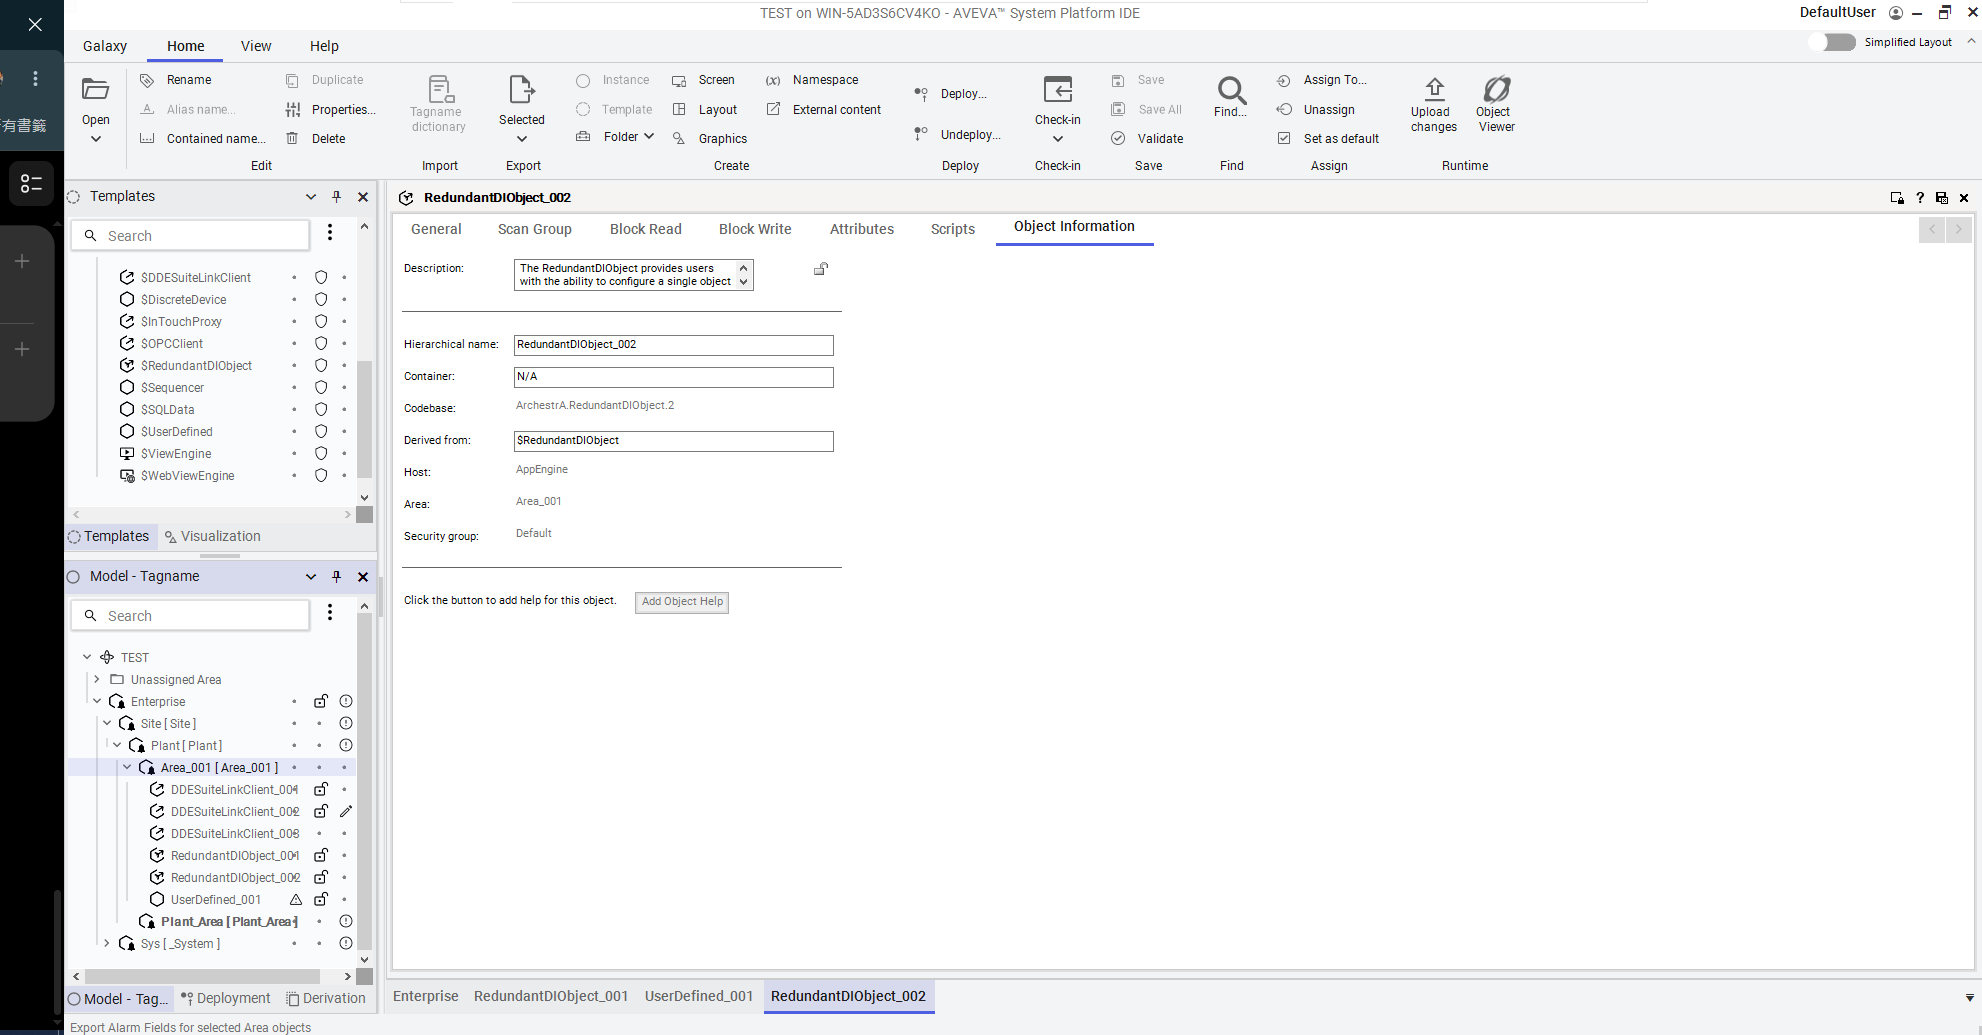 TEST on WIN-5AD3S6CV4KO - AVEVA™ System Platform IDE
DefaultUser
Galaxy Home View Help
Simplified Layout
有書籤
Open
Rename
Alias name...
Contained name...
Duplicate
Properties...
Delete
Edit
Tagname
dictionary
Import
Selected
Export
Instance
Template
Folder
Screen
Layout
Graphics
Namespace
External content
Create
Deploy...
Undeploy...
Deploy
Check-in
Check-in
Save
Save All
Validate
Save
Find...
Find
Assign To...
Unassign
Set as default
Assign
Upload
changes
Object
Viewer
Runtime
Templates
Search
$DDESuiteLinkClient
$DiscreteDevice
$InTouchProxy
$OPCClient
$RedundantDIObject
$Sequencer
$SQLData
$UserDefined
$ViewEngine
$WebViewEngine
Templates Visualization
Model - Tagname
Search
TEST
Unassigned Area
Enterprise
Site [ Site ]
Plant [ Plant ]
Area_001 [ Area_001 ]
DDESuiteLinkClient_001
DDESuiteLinkClient_002
DDESuiteLinkClient_003
RedundantDIObject_001
RedundantDIObject_002
UserDefined_001
Plant_Area [ Plant_Area ]
Sys [ _System ]
Model - Tag... Deployment Derivation
Export Alarm Fields for selected Area objects
RedundantDIObject_002
General Scan Group Block Read Block Write Attributes Scripts Object Information
Description:
The RedundantDIObject provides users
with the ability to configure a single object
Hierarchical name: RedundantDIObject_002
Container: N/A
Codebase: ArchestrA.RedundantDIObject.2
Derived from: $RedundantDIObject
Host: AppEngine
Area: Area_001
Security group: Default
Click the button to add help for this object. Add Object Help
Enterprise RedundantDIObject_001 UserDefined_001 RedundantDIObject_002